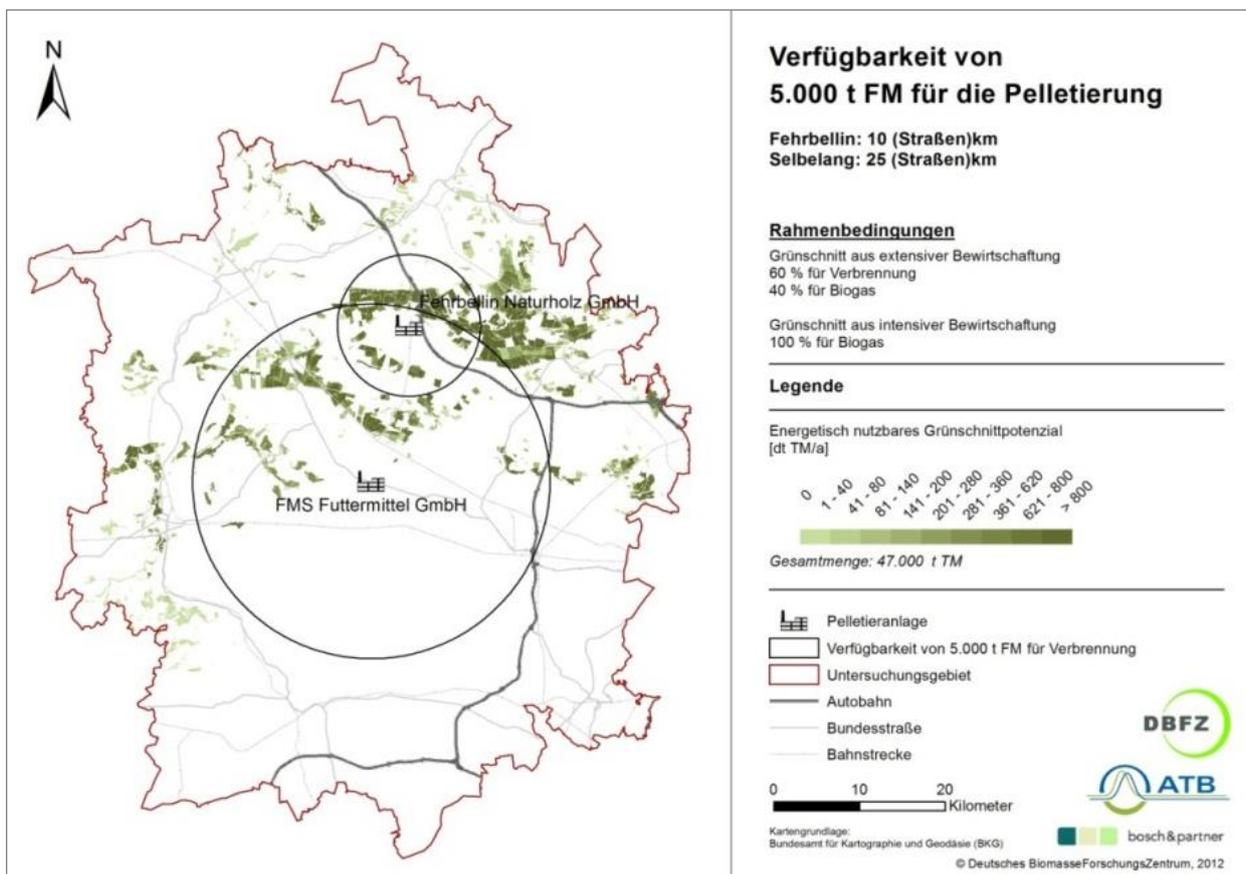 N
Fehrbellin Naturholz GmbH
FMS Futtermittel GmbH
Verfügbarkeit von
5.000 t FM für die Pelletierung
Fehrbellin: 10 (Straßen)km
Selbelang: 25 (Straßen)km
Rahmenbedingungen
Grünschnitt aus extensiver Bewirtschaftung
60 % für Verbrennung
40 % für Biogas
Grünschnitt aus intensiver Bewirtschaftung
100 % für Biogas
Legende
Energetisch nutzbares Grünschnittpotenzial
[dt TM/a]
0 1 - 40 41 - 80 81 - 140 141 - 200 201 - 280 281 - 360 361 - 620 621 - 800 > 800
Gesamtmenge: 47.000 t TM
Pelletieranlage
Verfügbarkeit von 5.000 t FM für Verbrennung
Untersuchungsgebiet
Autobahn
Bundesstraße
Bahnstrecke
DBFZ
ATB
0 10 20
Kilometer
bosch&partner
Kartengrundlage:
Bundesamt für Kartographie und Geodäsie (BKG)
© Deutsches BiomasseForschungsZentrum, 2012